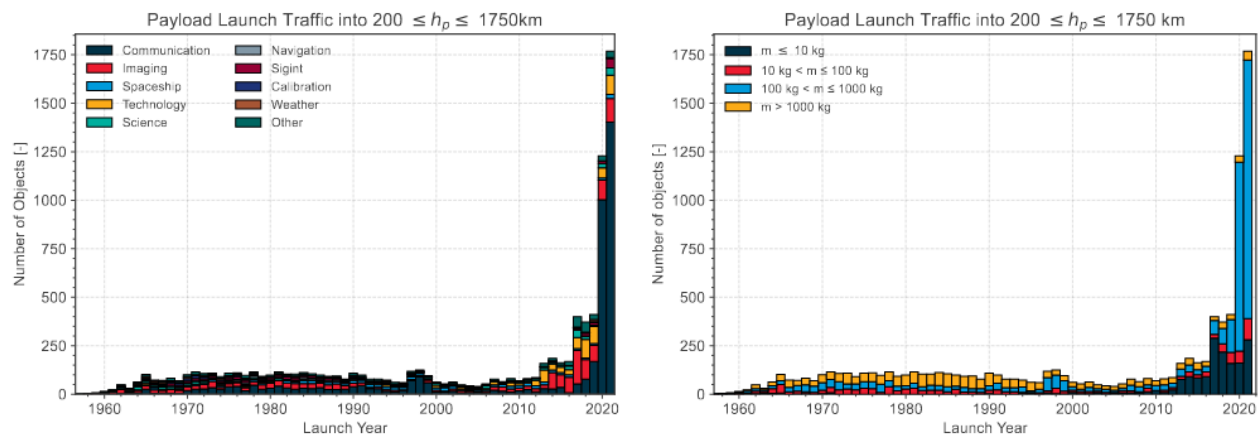 Payload Launch Traffic into 200 ≤ hₚ ≤ 1750km
Number of Objects [-]
1750
1500
1250
1000
750
500
250
0
Communication
Imaging
Spaceship
Technology
Science
Navigation
Sigint
Calibration
Weather
Other
1960 1970 1980 1990 2000 2010 2020
Launch Year
Payload Launch Traffic into 200 ≤ hₚ ≤ 1750 km
Number of objects [-]
1750
1500
1250
1000
750
500
250
0
m ≤ 10 kg
10 kg < m ≤ 100 kg
100 kg < m ≤ 1000 kg
m > 1000 kg
1960 1970 1980 1990 2000 2010 2020
Launch Year